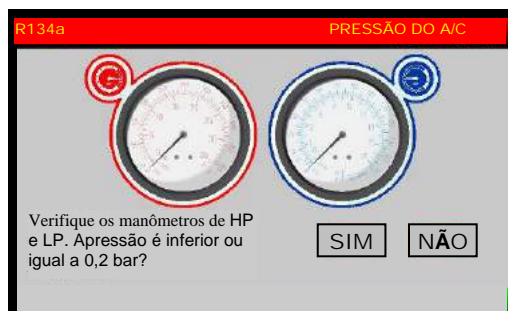 R134a PRESSÃO DO A/C
Verifique os manômetros de HP
e LP. Apressão é inferior ou
igual a 0,2 bar?
SIM NÃO